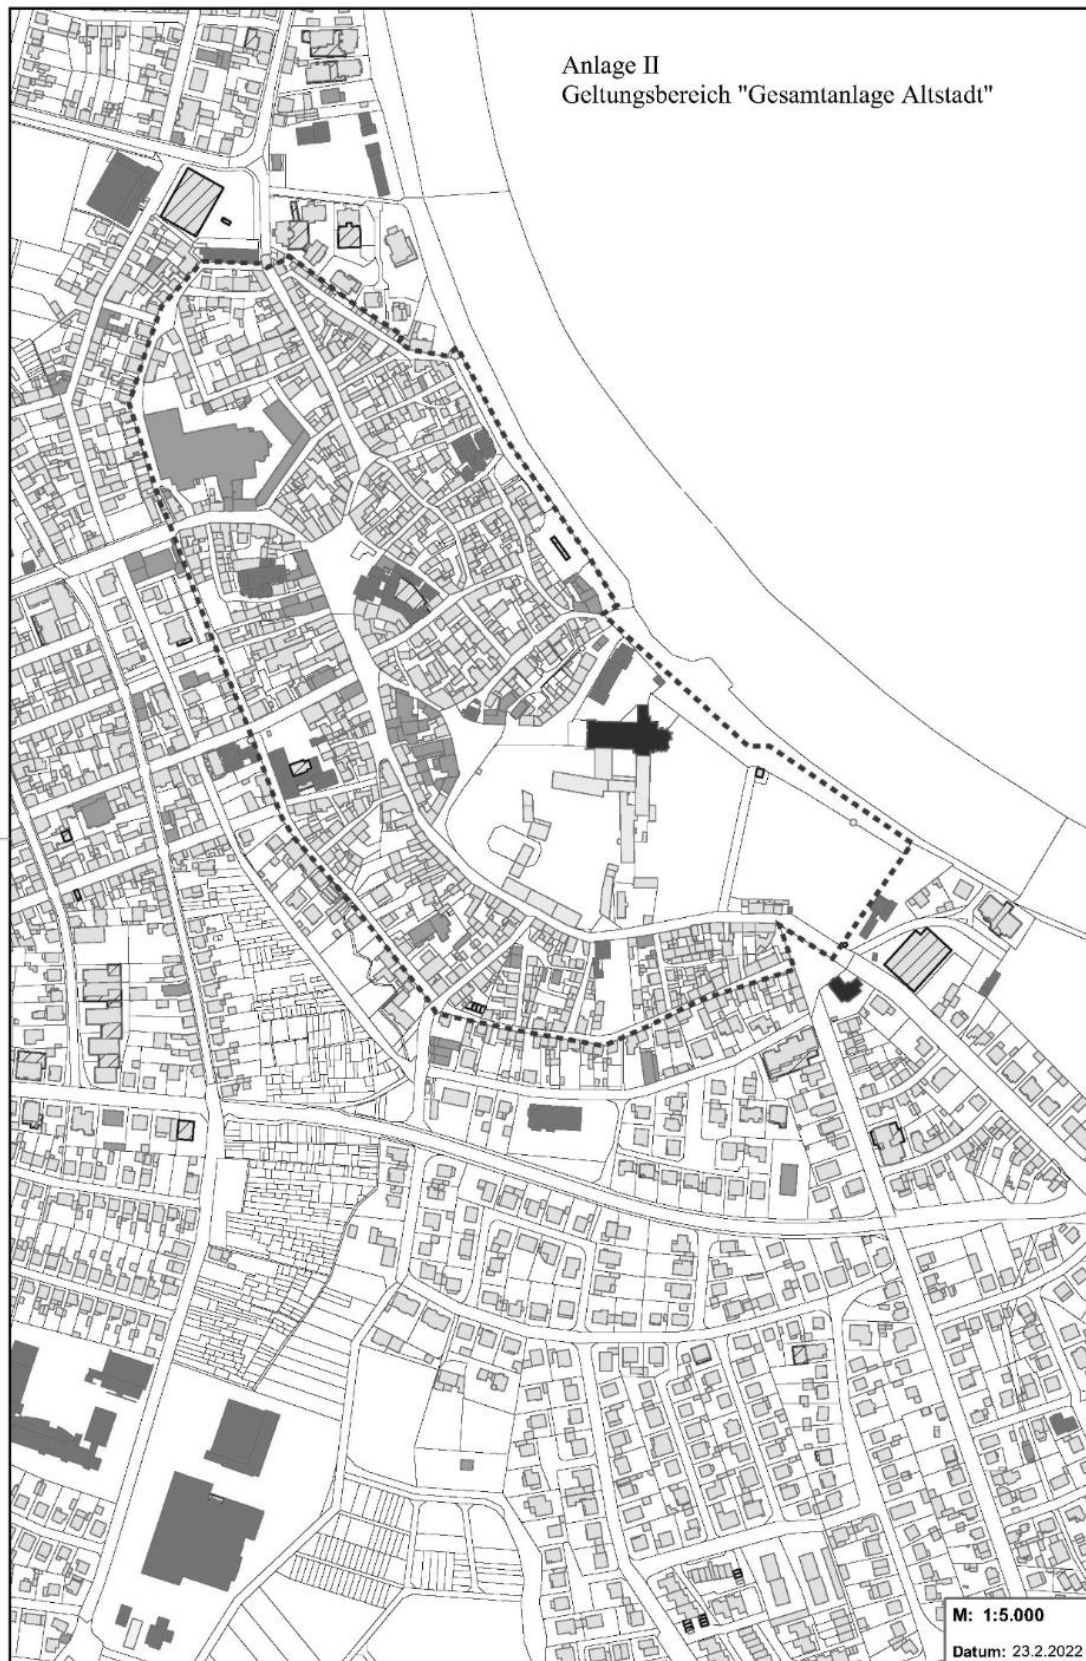 Anlage II
Geltungsbereich "Gesamtanlage Altstadt"
M: 1:5.000
Datum: 23.2.2022